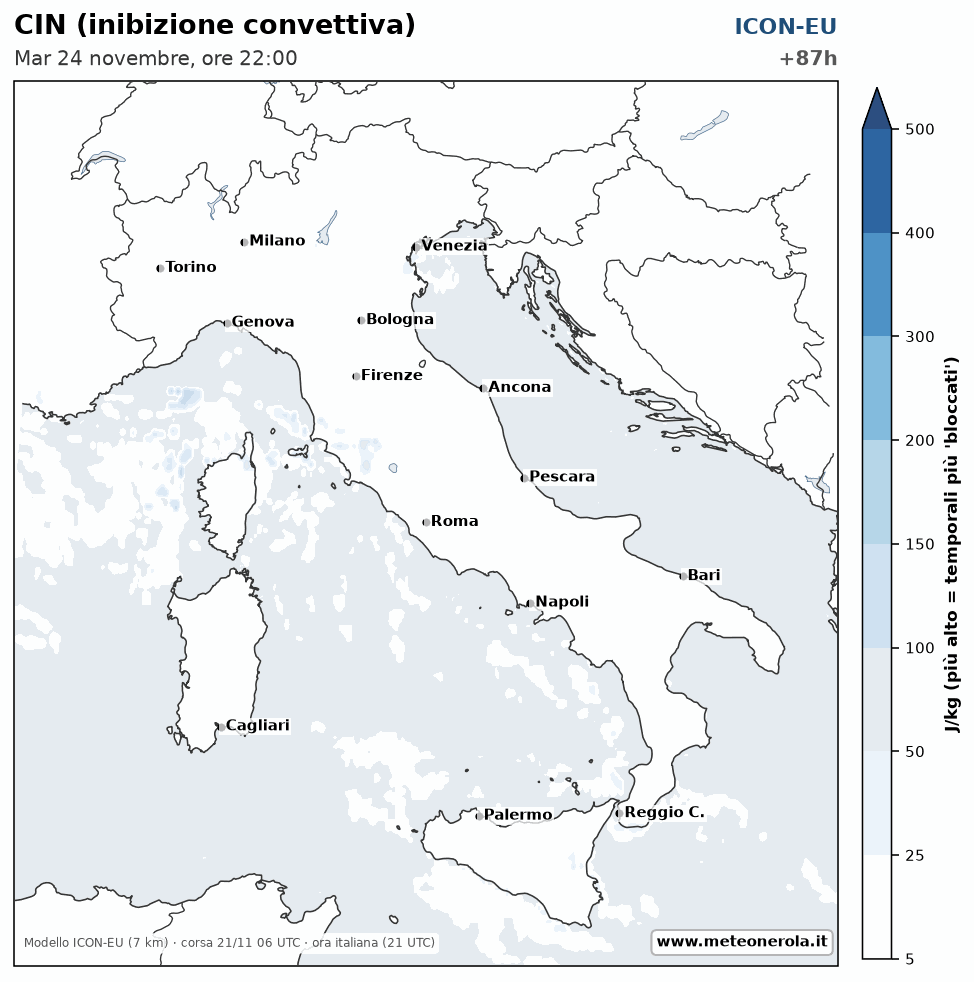 CIN (inibizione convettiva)
ICON-EU
Mar 24 novembre, ore 22:00
+87h
Milano
Venezia
Torino
Genova
Bologna
Firenze
Ancona
Pescara
Roma
Bari
Napoli
Cagliari
Palermo
Reggio C.
Modello ICON-EU (7 km) · corsa 21/11 06 UTC · ora italiana (21 UTC)
www.meteonerola.it
500
400
300
200
150
100
50
25
5
J/kg (più alto = temporali più 'bloccati')